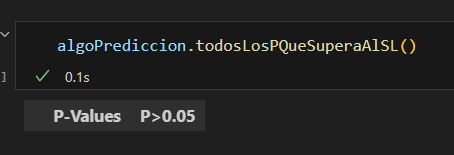 algoPrediccion.todosLosPQueSuperaAlSL()
]
0.1s
P-Values P>0.05